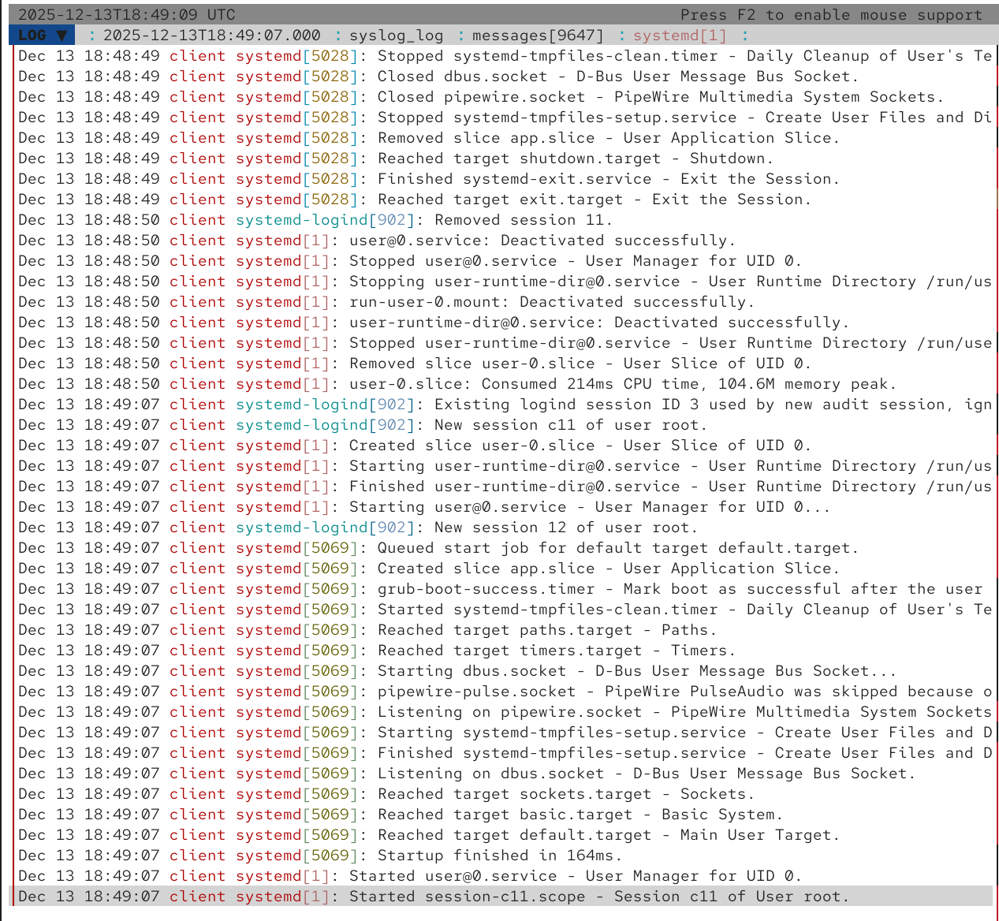 2025-12-13T18:49:09 UTC Press F2 to enable mouse support
LOG ▼ : 2025-12-13T18:49:07.000 : syslog_log : messages[9647] : systemd[1] :
Dec 13 18:48:49 client systemd[5028]: Stopped systemd-tmpfiles-clean.timer - Daily Cleanup of User's Te
Dec 13 18:48:49 client systemd[5028]: Closed dbus.socket - D-Bus User Message Bus Socket.
Dec 13 18:48:49 client systemd[5028]: Closed pipewire.socket - PipeWire Multimedia System Sockets.
Dec 13 18:48:49 client systemd[5028]: Stopped systemd-tmpfiles-setup.service - Create User Files and Di
Dec 13 18:48:49 client systemd[5028]: Removed slice app.slice - User Application Slice.
Dec 13 18:48:49 client systemd[5028]: Reached target shutdown.target - Shutdown.
Dec 13 18:48:49 client systemd[5028]: Finished systemd-exit.service - Exit the Session.
Dec 13 18:48:49 client systemd[5028]: Reached target exit.target - Exit the Session.
Dec 13 18:48:50 client systemd-logind[902]: Removed session 11.
Dec 13 18:48:50 client systemd[1]: user@0.service: Deactivated successfully.
Dec 13 18:48:50 client systemd[1]: Stopped user@0.service - User Manager for UID 0.
Dec 13 18:48:50 client systemd[1]: Stopping user-runtime-dir@0.service - User Runtime Directory /run/us
Dec 13 18:48:50 client systemd[1]: run-user-0.mount: Deactivated successfully.
Dec 13 18:48:50 client systemd[1]: user-runtime-dir@0.service: Deactivated successfully.
Dec 13 18:48:50 client systemd[1]: Stopped user-runtime-dir@0.service - User Runtime Directory /run/use
Dec 13 18:48:50 client systemd[1]: Removed slice user-0.slice - User Slice of UID 0.
Dec 13 18:48:50 client systemd[1]: user-0.slice: Consumed 214ms CPU time, 104.6M memory peak.
Dec 13 18:49:07 client systemd-logind[902]: Existing logind session ID 3 used by new audit session, ign
Dec 13 18:49:07 client systemd-logind[902]: New session c11 of user root.
Dec 13 18:49:07 client systemd[1]: Created slice user-0.slice - User Slice of UID 0.
Dec 13 18:49:07 client systemd[1]: Starting user-runtime-dir@0.service - User Runtime Directory /run/us
Dec 13 18:49:07 client systemd[1]: Finished user-runtime-dir@0.service - User Runtime Directory /run/us
Dec 13 18:49:07 client systemd[1]: Starting user@0.service - User Manager for UID 0...
Dec 13 18:49:07 client systemd-logind[902]: New session 12 of user root.
Dec 13 18:49:07 client systemd[5069]: Queued start job for default target default.target.
Dec 13 18:49:07 client systemd[5069]: Created slice app.slice - User Application Slice.
Dec 13 18:49:07 client systemd[5069]: grub-boot-success.timer - Mark boot as successful after the user
Dec 13 18:49:07 client systemd[5069]: Started systemd-tmpfiles-clean.timer - Daily Cleanup of User's Te
Dec 13 18:49:07 client systemd[5069]: Reached target paths.target - Paths.
Dec 13 18:49:07 client systemd[5069]: Reached target timers.target - Timers.
Dec 13 18:49:07 client systemd[5069]: Starting dbus.socket - D-Bus User Message Bus Socket...
Dec 13 18:49:07 client systemd[5069]: pipewire-pulse.socket - PipeWire PulseAudio was skipped because o
Dec 13 18:49:07 client systemd[5069]: Listening on pipewire.socket - PipeWire Multimedia System Sockets
Dec 13 18:49:07 client systemd[5069]: Starting systemd-tmpfiles-setup.service - Create User Files and D
Dec 13 18:49:07 client systemd[5069]: Finished systemd-tmpfiles-setup.service - Create User Files and D
Dec 13 18:49:07 client systemd[5069]: Listening on dbus.socket - D-Bus User Message Bus Socket.
Dec 13 18:49:07 client systemd[5069]: Reached target sockets.target - Sockets.
Dec 13 18:49:07 client systemd[5069]: Reached target basic.target - Basic System.
Dec 13 18:49:07 client systemd[5069]: Reached target default.target - Main User Target.
Dec 13 18:49:07 client systemd[5069]: Startup finished in 164ms.
Dec 13 18:49:07 client systemd[1]: Started user@0.service - User Manager for UID 0.
Dec 13 18:49:07 client systemd[1]: Started session-c11.scope - Session c11 of User root.